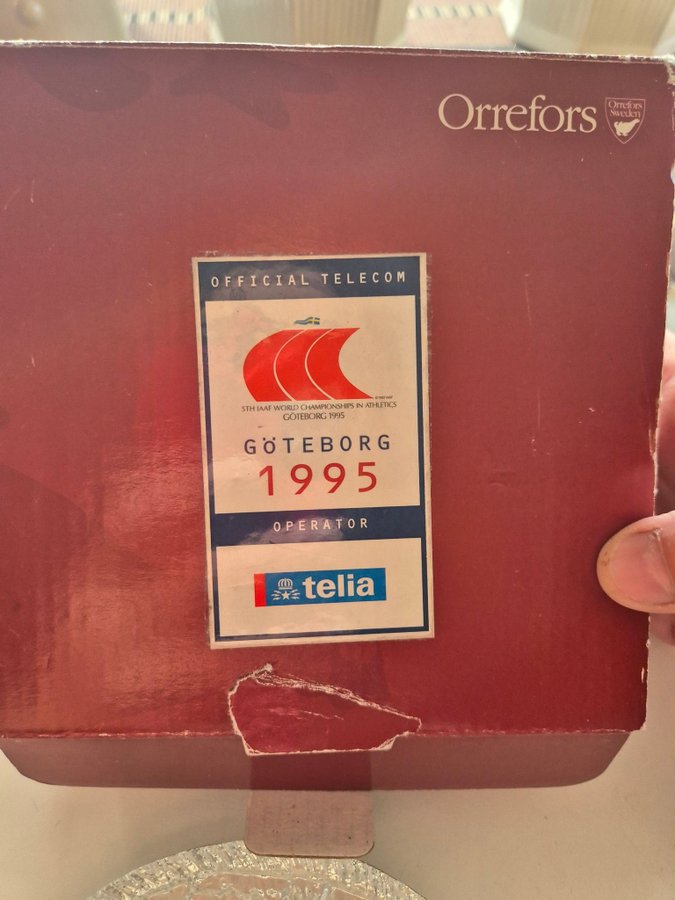 Orrefors
Orrefors
Sweden
OFFICIAL TELECOM
5TH IAAF WORLD CHAMPIONSHIPS IN ATHLETICS
GÖTEBORG 1995
GÖTEBORG
1995
OPERATOR
telia